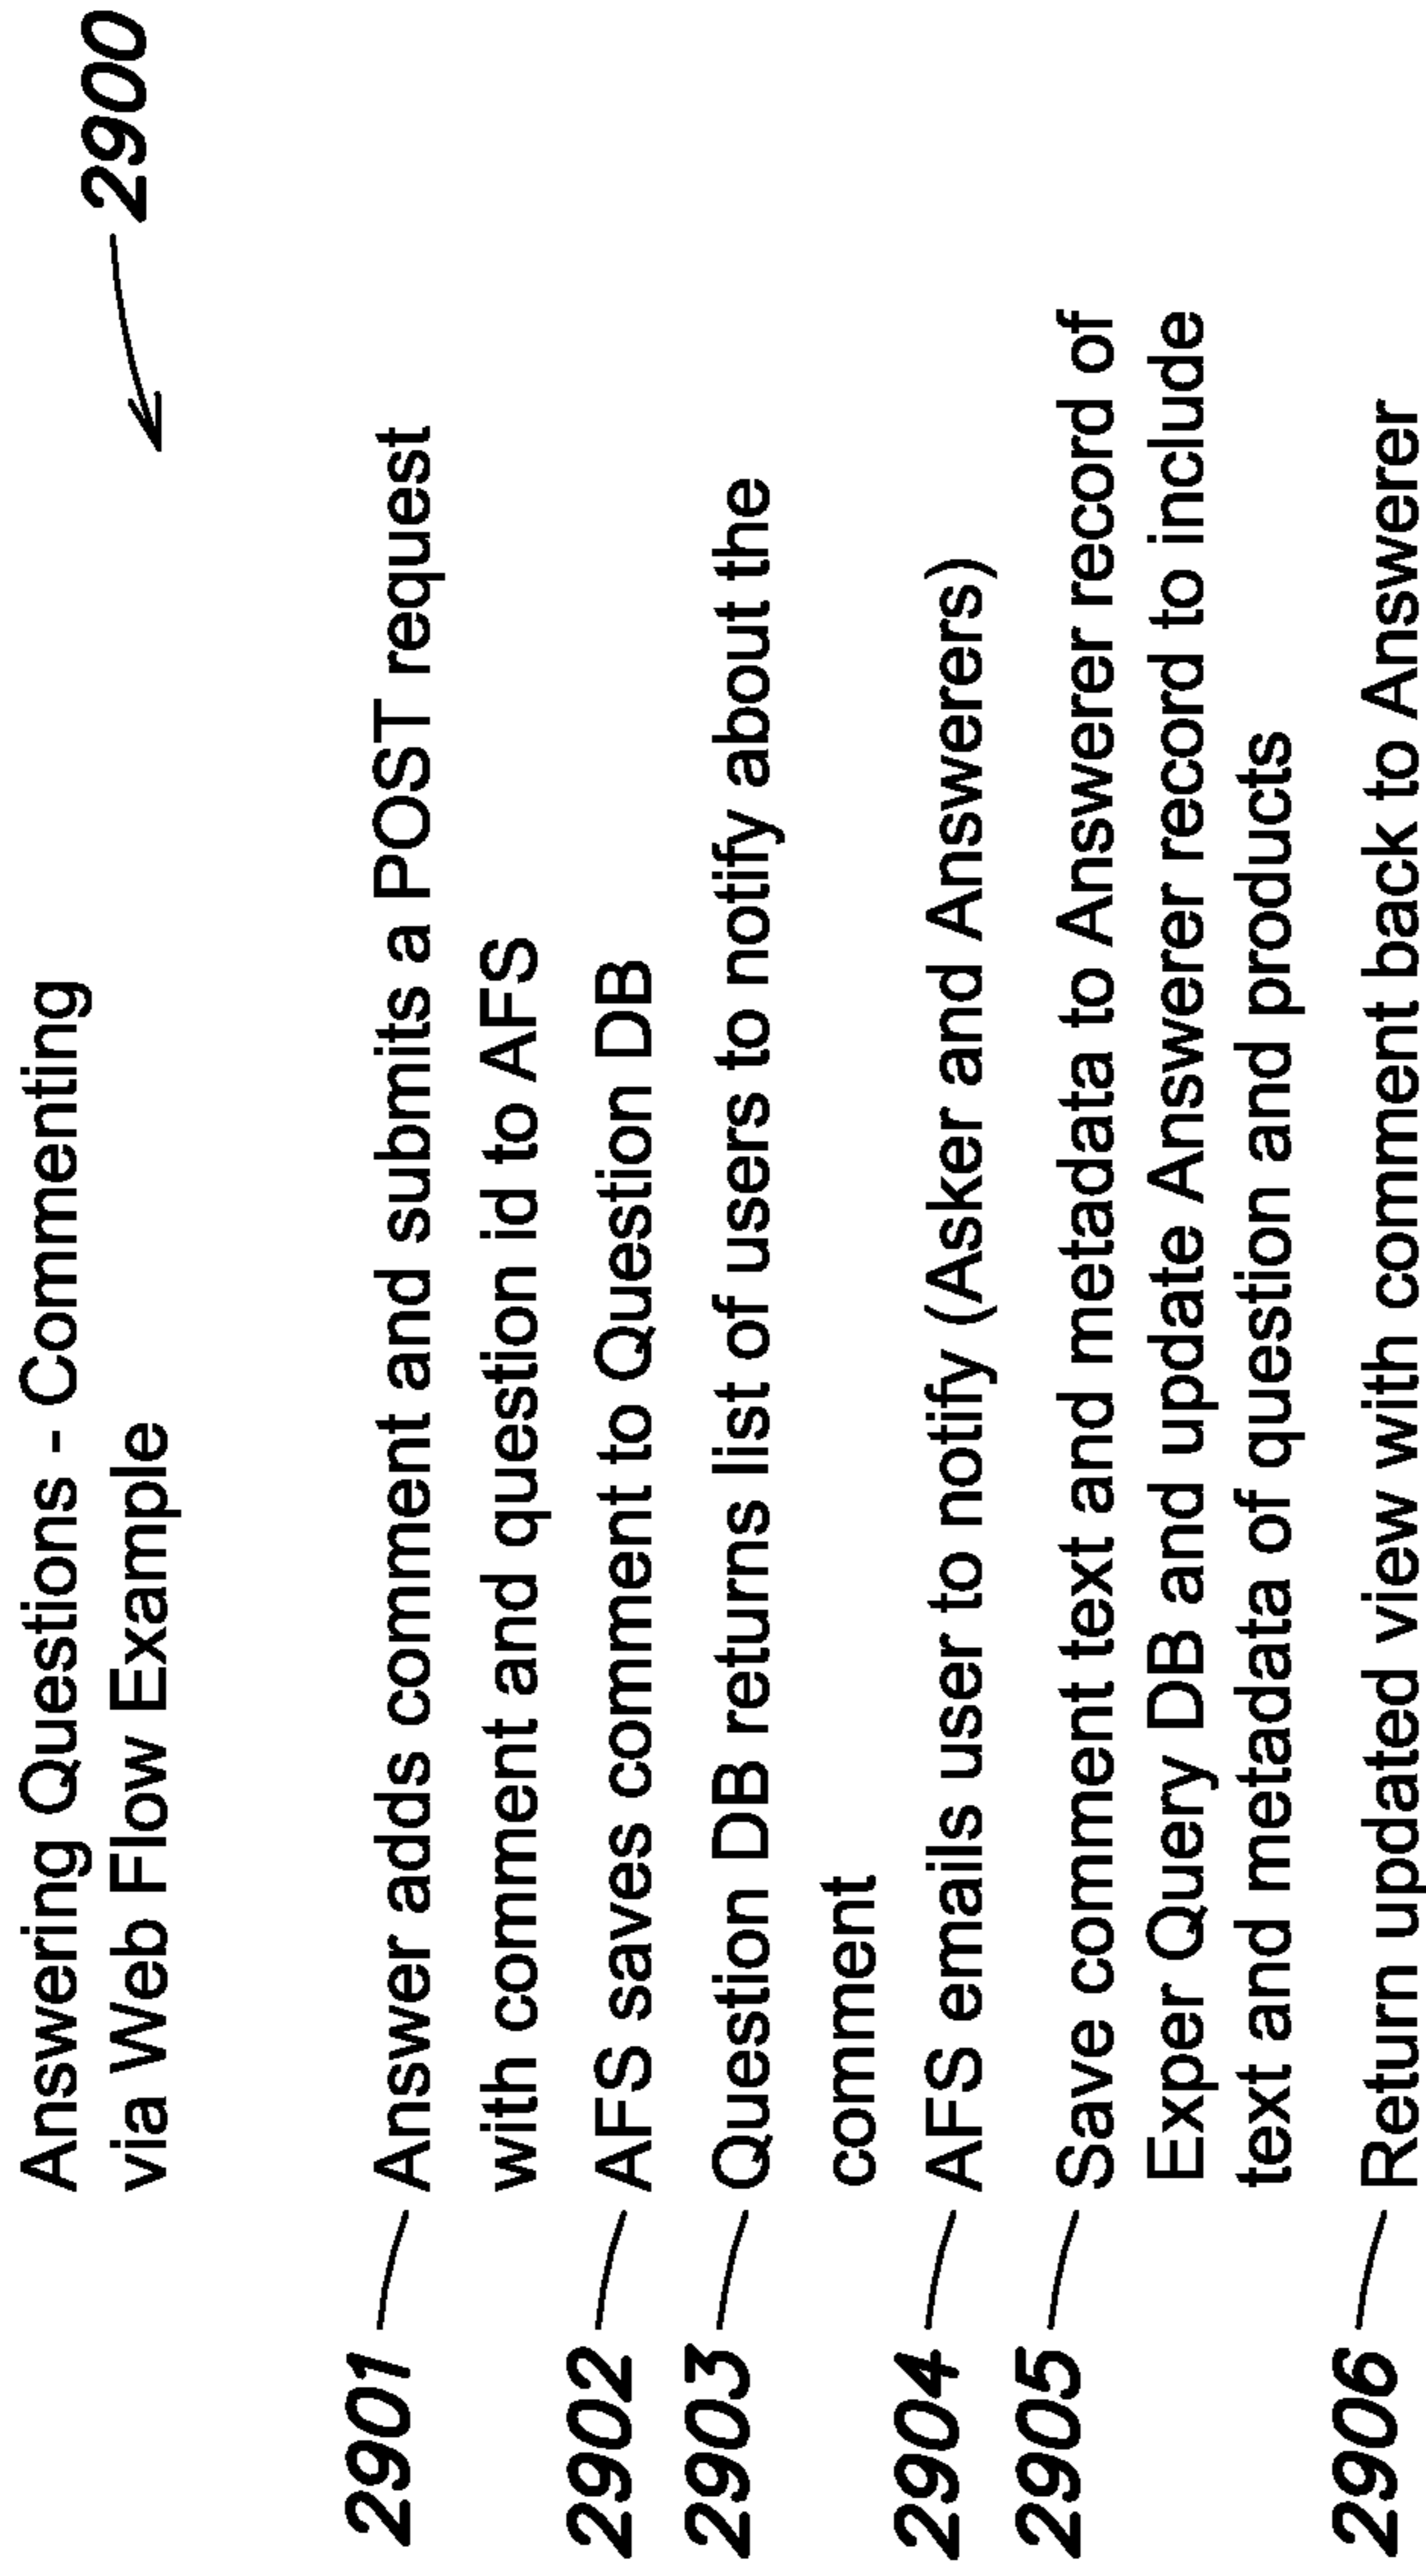 Answering Questions - Commenting
via Web Flow Example
2900
2901 Answer adds comment and submits a POST request
with comment and question id to AFS
2902 AFS saves comment to Question DB
2903 Question DB returns list of users to notify about the
comment
2904 AFS emails user to notify (Asker and Answerers)
2905 Save comment text and metadata to Answerer record of
Exper Query DB and update Answerer record to include
text and metadata of question and products
2906 Return updated view with comment back to Answerer